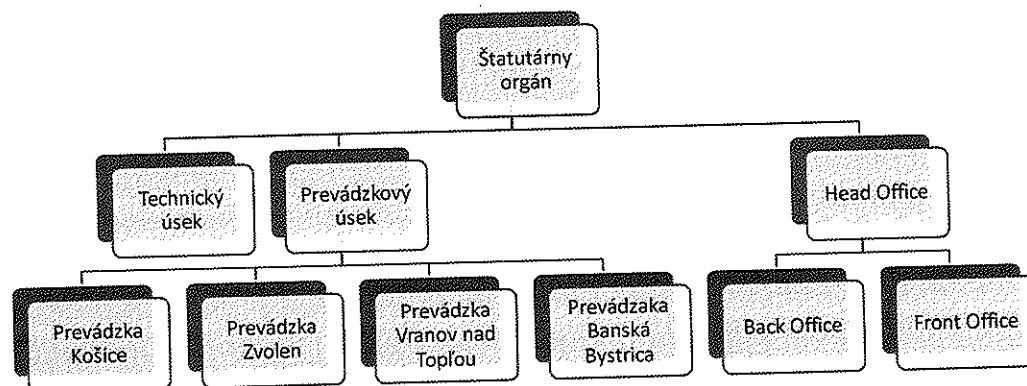 Štatutárny
orgán
Technický
úsek
Prevádzkový
úsek
Head Office
Prevádzka
Košice
Prevádzka
Zvolen
Prevádzka
Vranov nad
Topľou
Prevádzaka
Banská
Bystrica
Back Office
Front Office